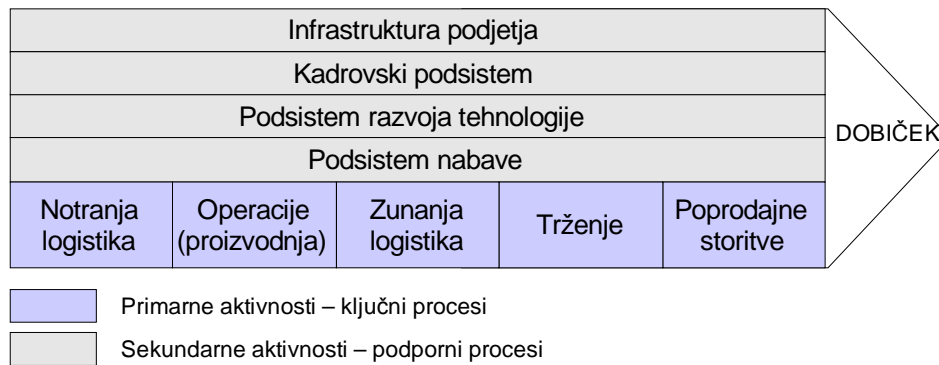 Infrastruktura podjetja
Kadrovski podsistem
Podsistem razvoja tehnologije
Podsistem nabave
DOBIČEK
Notranja
logistika
Operacije
(proizvodnja)
Zunanja
logistika
Trženje
Poprodajne
storitve
Primarne aktivnosti – ključni procesi
Sekundarne aktivnosti – podporni procesi